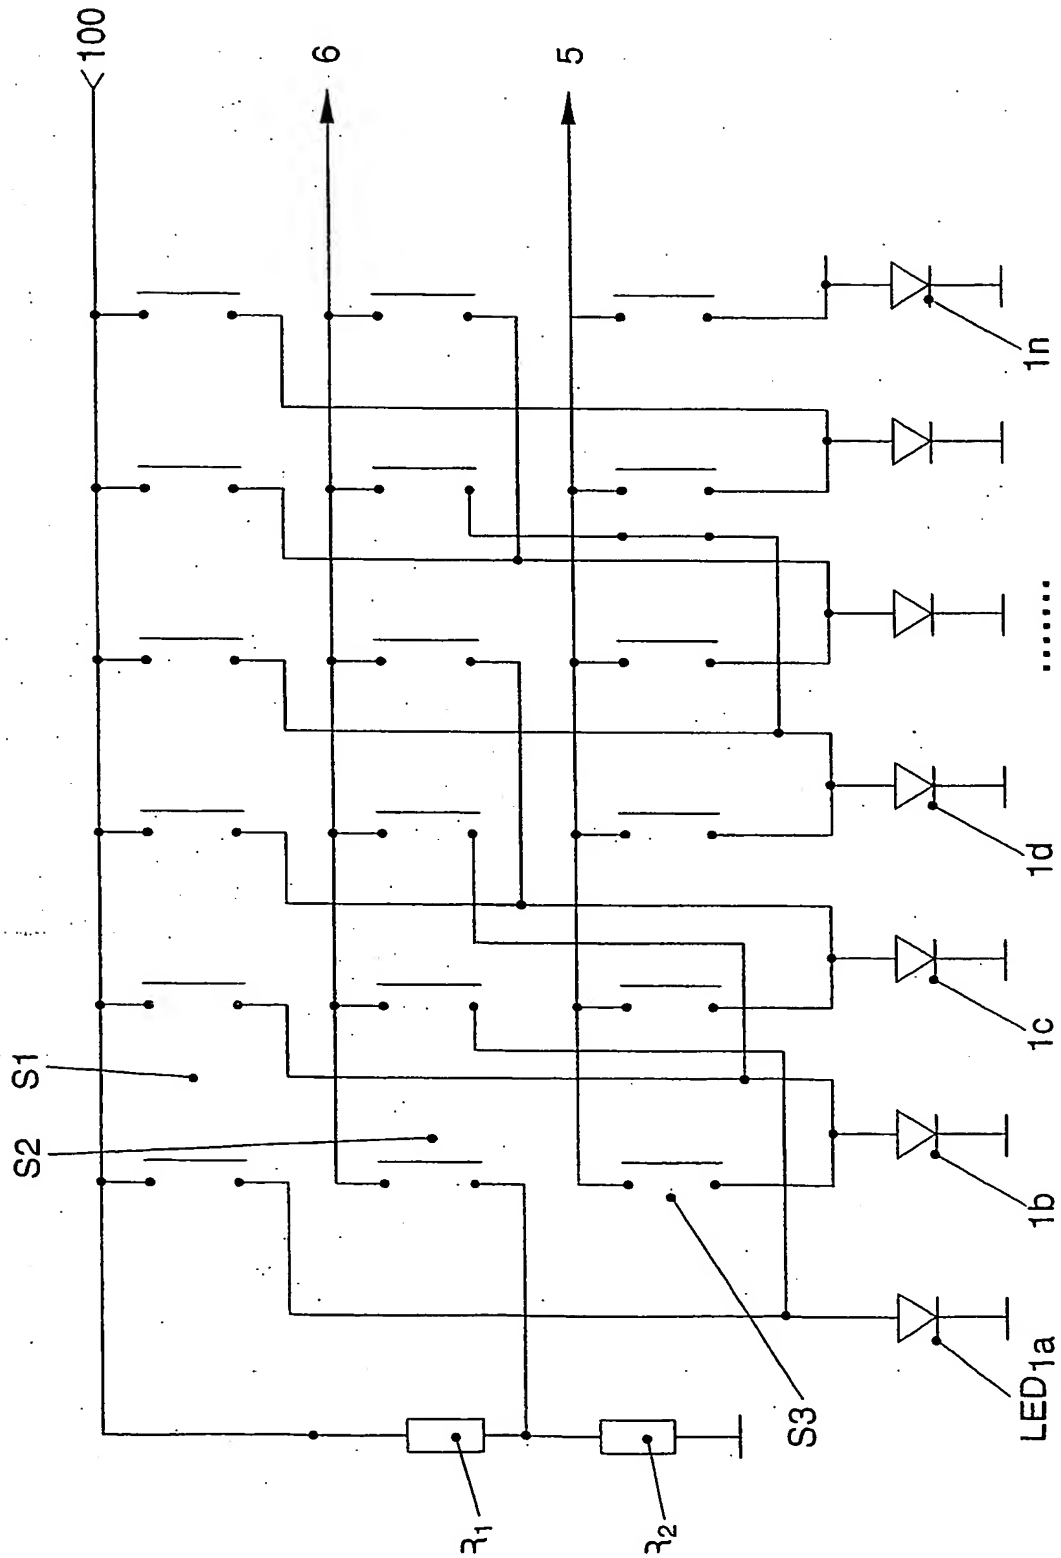 100
6
5
S1
S2
S3
R1
R2
LED1a
1b
1c
1d
.......
1n